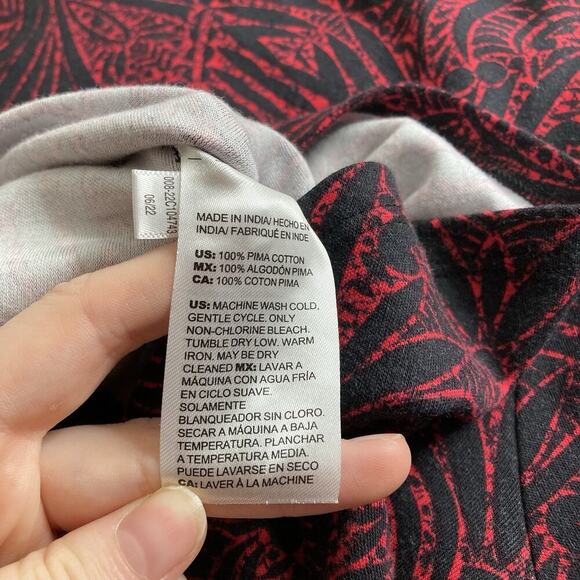 008-22C104743
06/22
MADE IN INDIA/ HECHO EN
INDIA/ FABRIQUÉ EN INDE
US: 100% PIMA COTTON
MX: 100% ALGODÓN PIMA
CA: 100% COTON PIMA
US: MACHINE WASH COLD,
GENTLE CYCLE. ONLY
NON-CHLORINE BLEACH.
TUMBLE DRY LOW. WARM
IRON. MAY BE DRY
CLEANED MX: LAVAR A
MÁQUINA CON AGUA FRÍA
EN CICLO SUAVE.
SOLAMENTE
BLANQUEADOR SIN CLORO.
SECAR A MÁQUINA A BAJA
TEMPERATURA. PLANCHAR
A TEMPERATURA MEDIA.
PUEDE LAVARSE EN SECO
CA: LAVER À LA MACHINE